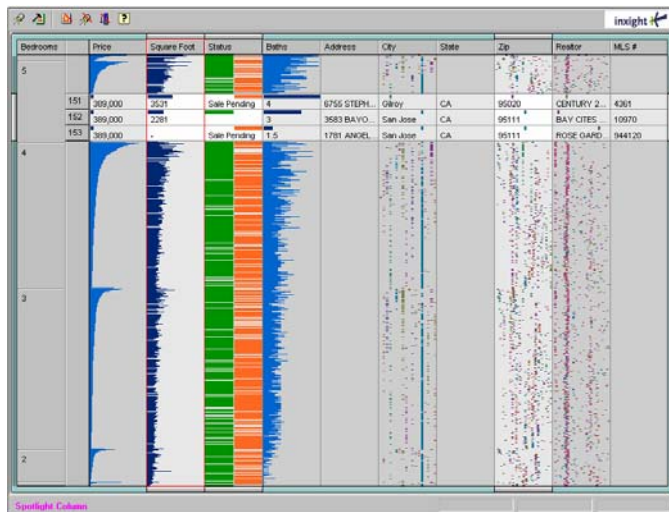 inxight
Bedrooms Price Square Foot Status Baths Address City State Zip Realtor MLS #
5
151 389,000 3531 Sale Pending 4 6755 STEPH... Gilroy CA 95020 CENTURY 2... 4361
152 389,000 2281 3 3583 BAYO... San Jose CA 95111 BAY CITES ... 10970
153 389,000 - Sale Pending 1.5 1781 ANGEL... San Jose CA 95111 ROSE GARD... 944120
4
3
2
Spotlight Column